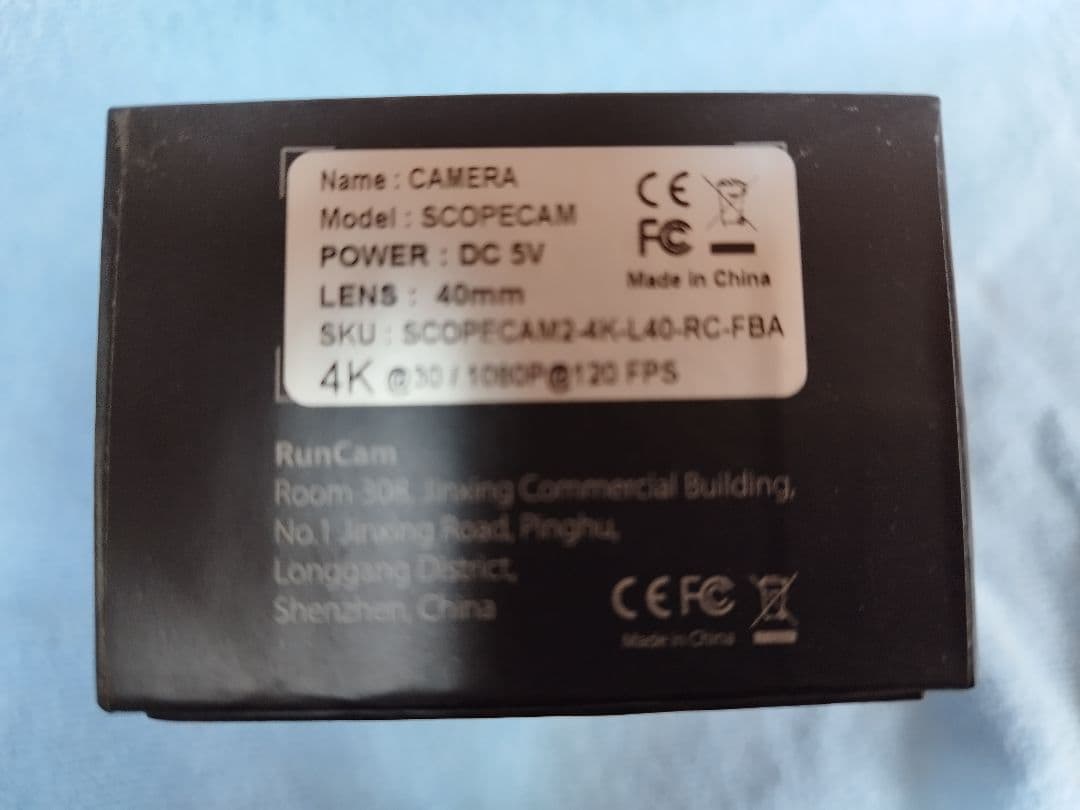 Name : CAMERA
Model : SCOPECAM
POWER : DC 5V
LENS : 40mm
SKU : SCOPECAM2-4K-L40-RC-FBA
4K @30 / 1080P@120 FPS
CE
FC
Made in China
RunCam
Room 308, Jinxing Commercial Building,
No.1 Jinxing Road, Pinghu,
Longgang District,
Shenzhen, China
CE FC
Made in China